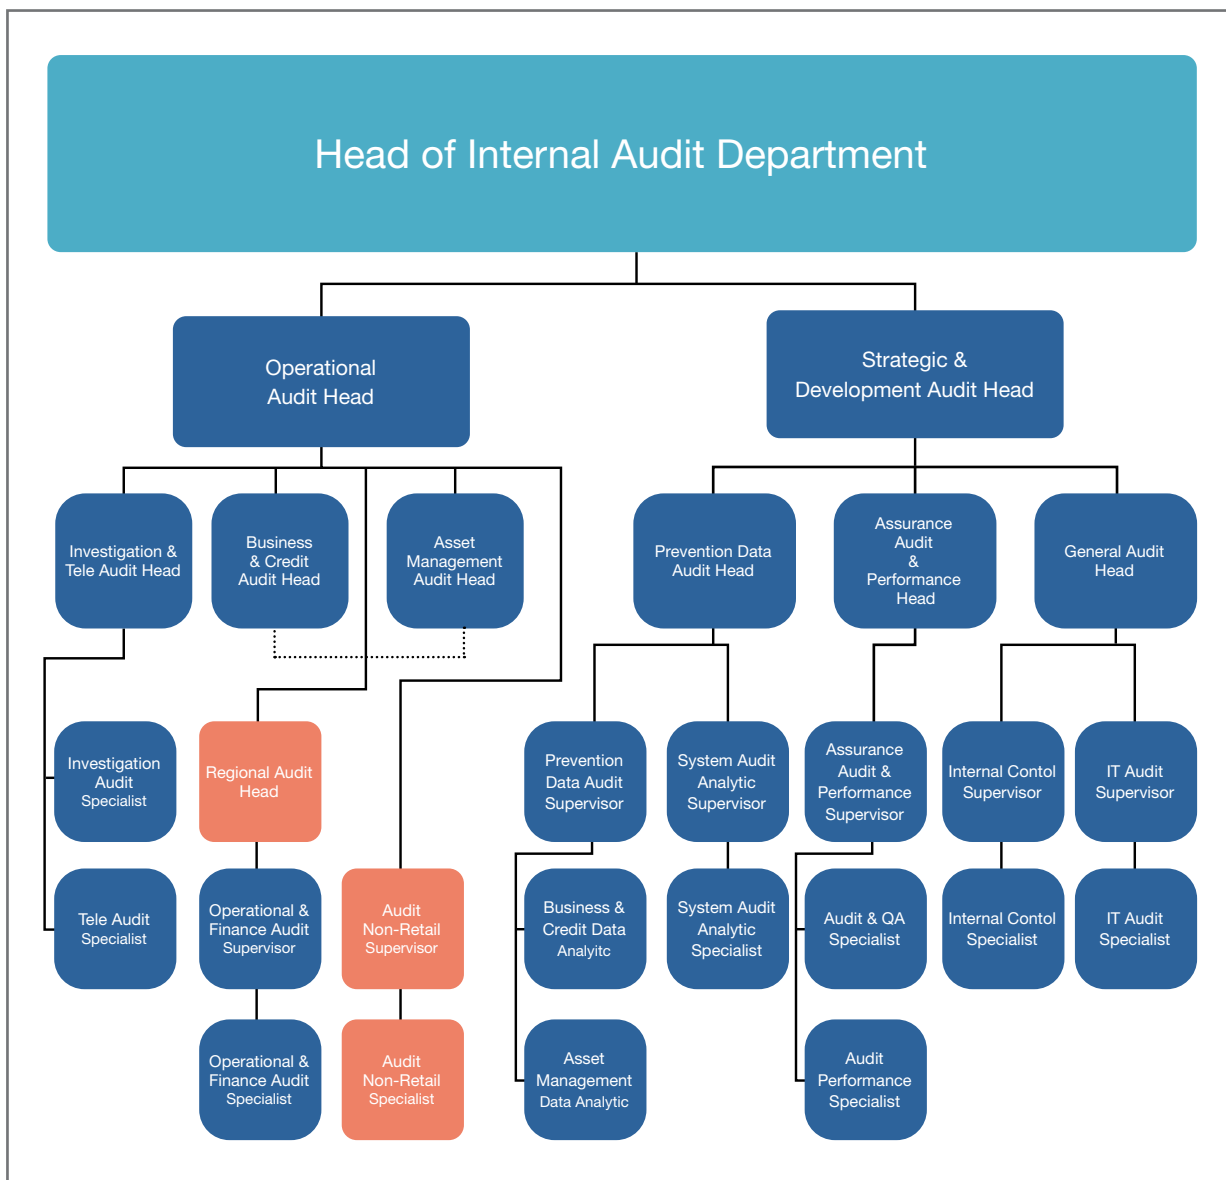 Head of Internal Audit Department
Operational
Audit Head
Strategic &
Development Audit Head
Investigation &
Tele Audit Head
Business
& Credit
Audit Head
Asset
Management
Audit Head
Prevention Data
Audit Head
Assurance
Audit
&
Performance
Head
General Audit
Head
Investigation
Audit
Specialist
Regional Audit
Head
Prevention
Data Audit
Supervisor
System Audit
Analytic
Supervisor
Assurance
Audit &
Performance
Supervisor
Internal Contol
Supervisor
IT Audit
Supervisor
Tele Audit
Specialist
Operational &
Finance Audit
Supervisor
Audit
Non-Retail
Supervisor
Business &
Credit Data
Analyitc
System Audit
Analytic
Specialist
Audit & QA
Specialist
Internal Contol
Specialist
IT Audit
Specialist
Operational &
Finance Audit
Specialist
Audit
Non-Retail
Specialist
Asset
Management
Data Analytic
Audit
Performance
Specialist